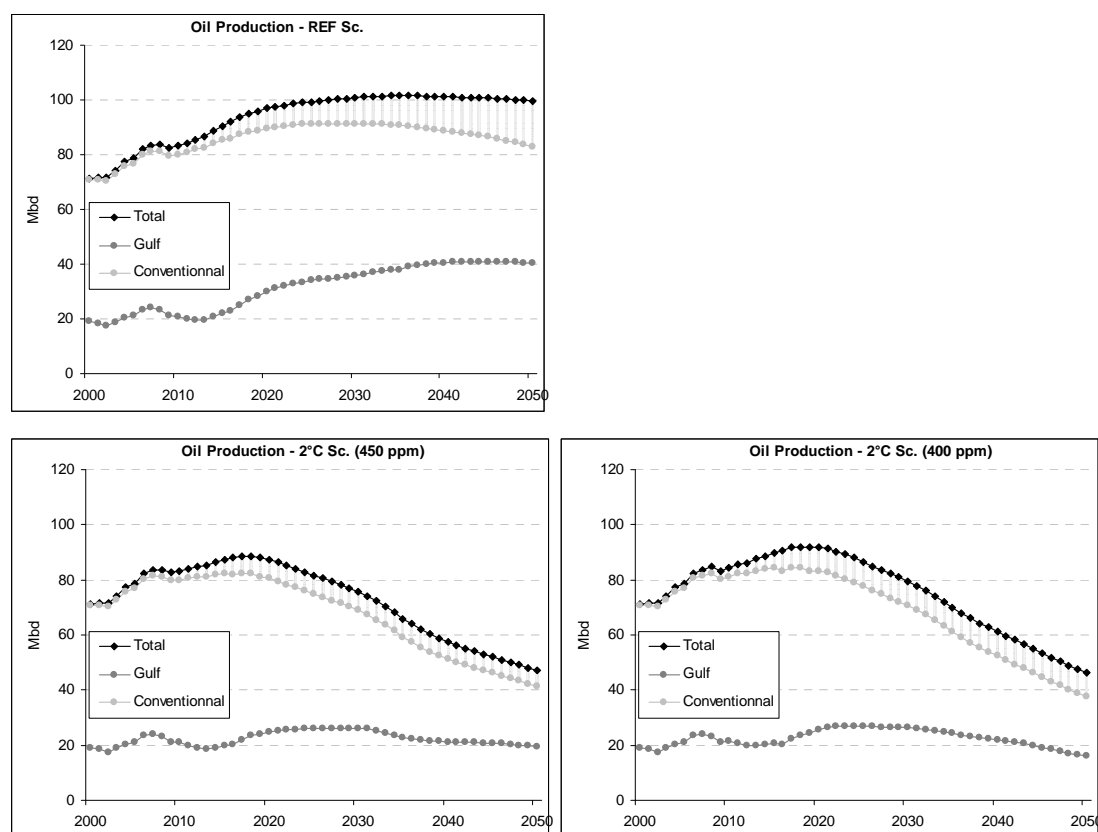 Oil Production - REF Sc.
120
100
80
60
40
20
0
Mbd
Total
Gulf
Conventionnal
2000 2010 2020 2030 2040 2050
Oil Production - 2°C Sc. (450 ppm)
120
100
80
60
40
20
0
Mbd
Total
Gulf
Conventionnal
2000 2010 2020 2030 2040 2050
Oil Production - 2°C Sc. (400 ppm)
120
100
80
60
40
20
0
Mbd
Total
Gulf
Conventionnal
2000 2010 2020 2030 2040 2050